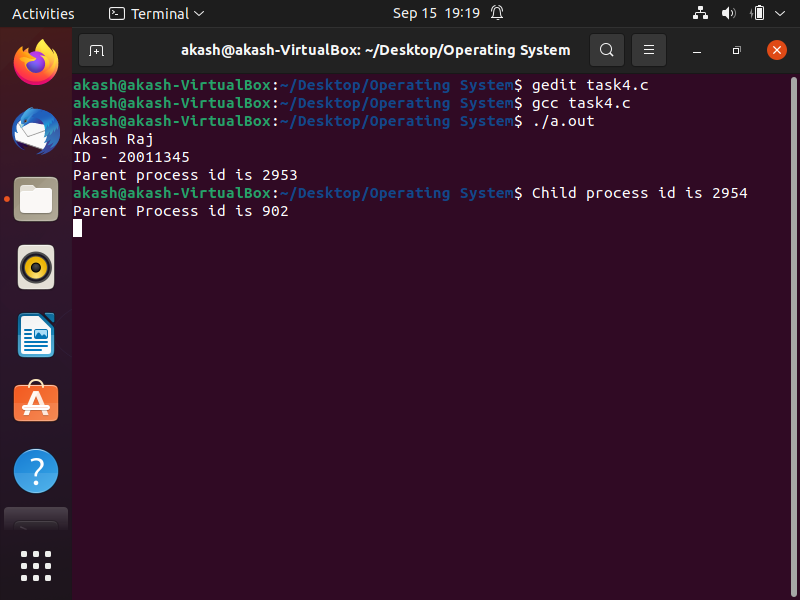 Activities
Terminal
Sep 15 19:19
akash@akash-VirtualBox: ~/Desktop/Operating System
akash@akash-VirtualBox:~/Desktop/Operating System$ gedit task4.c
akash@akash-VirtualBox:~/Desktop/Operating System$ gcc task4.c
akash@akash-VirtualBox:~/Desktop/Operating System$ ./a.out
Akash Raj
ID - 20011345
Parent process id is 2953
akash@akash-VirtualBox:~/Desktop/Operating System$ Child process id is 2954
Parent Process id is 902